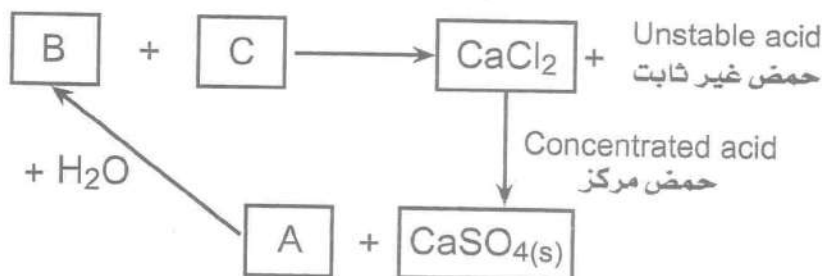 B + C CaCl₂ + Unstable acid
حمض غير ثابت
Concentrated acid
حمض مركز
+ H₂O
A + CaSO₄₍ₛ₎